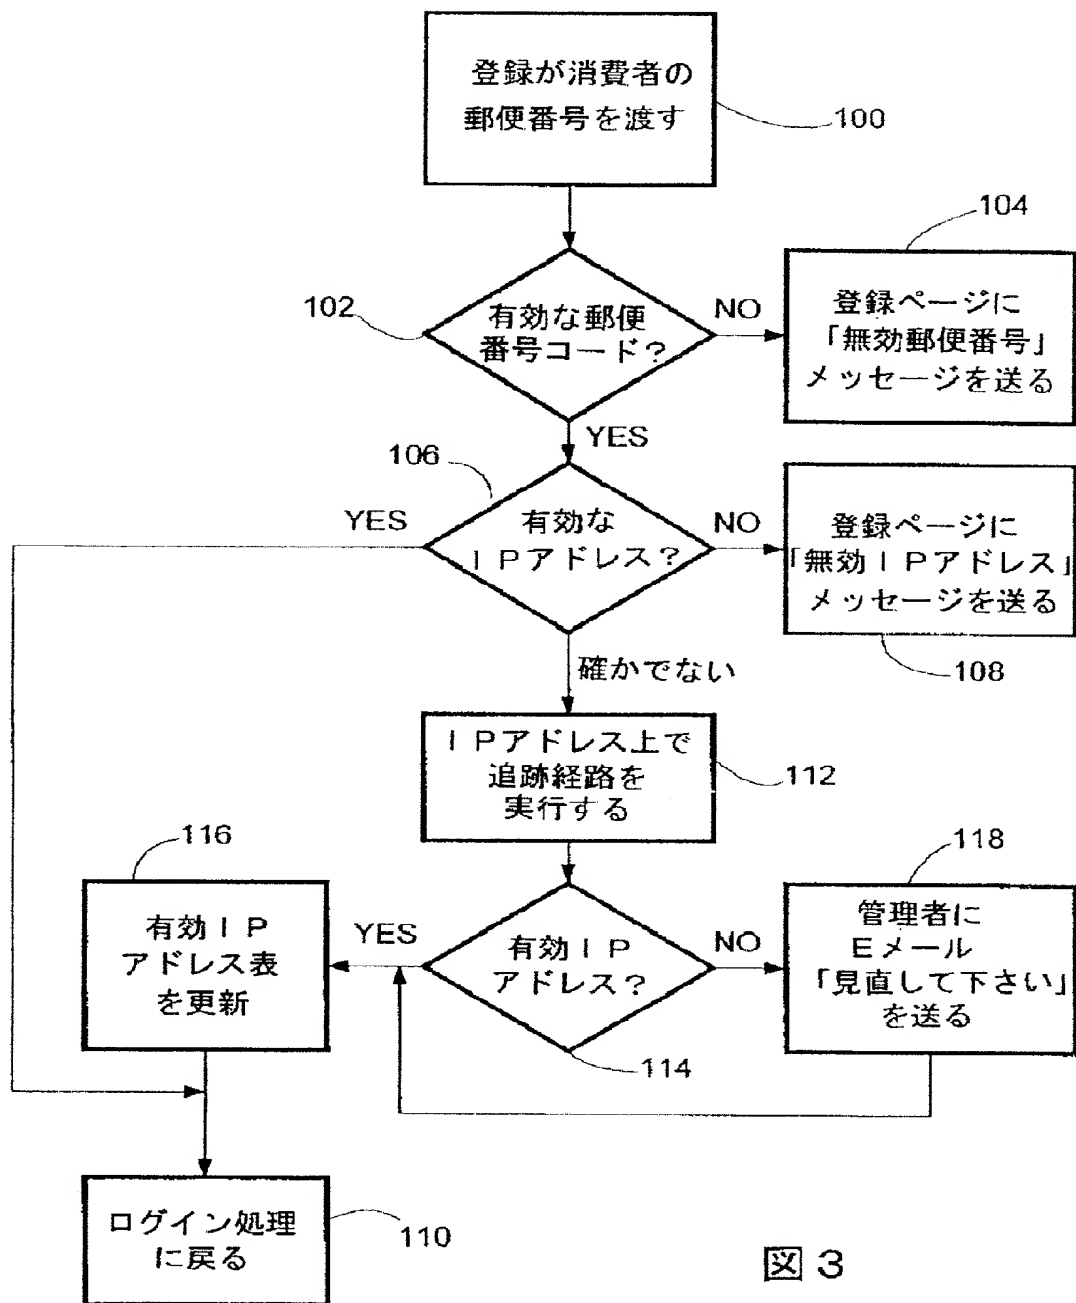 登録が消費者の
郵便番号を渡す
100
104
102
有効な郵便
番号コード?
NO
登録ページに
「無効郵便番号」
メッセージを送る
YES
106
YES
有効な
IPアドレス?
NO
登録ページに
「無効IPアドレス」
メッセージを送る
108
確かでない
IPアドレス上で
追跡経路を
実行する
112
116
118
有効IP
アドレス表
を更新
YES
有効IP
アドレス?
NO
管理者に
Eメール
「見直して下さい」
を送る
114
ログイン処理
に戻る
110
図3